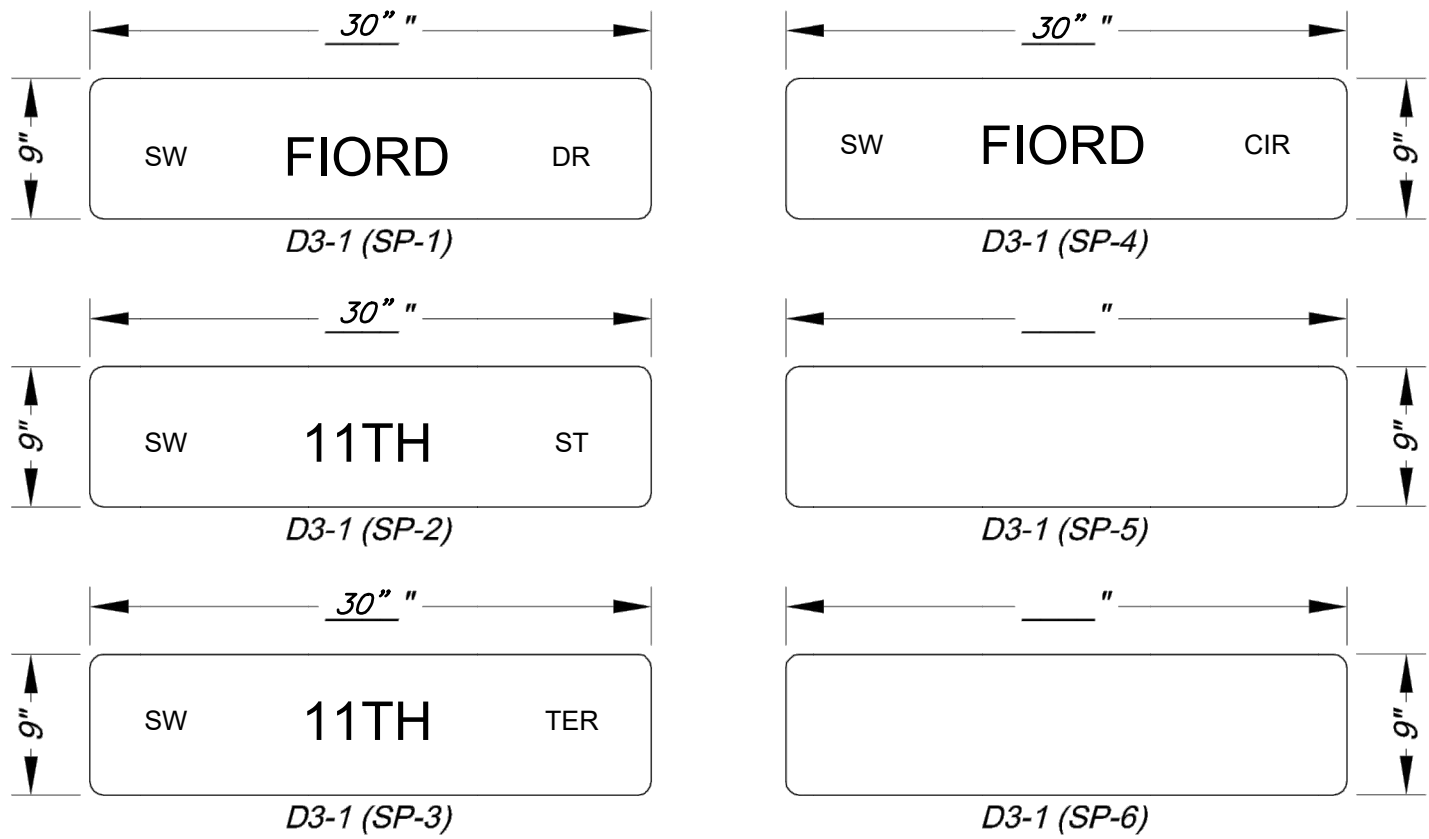 30” " 30” "
9" SW FIORD DR SW FIORD CIR 9"
D3-1 (SP-1) D3-1 (SP-4)
30” " "
9" SW 11TH ST 9"
D3-1 (SP-2) D3-1 (SP-5)
30” " "
9" SW 11TH TER 9"
D3-1 (SP-3) D3-1 (SP-6)